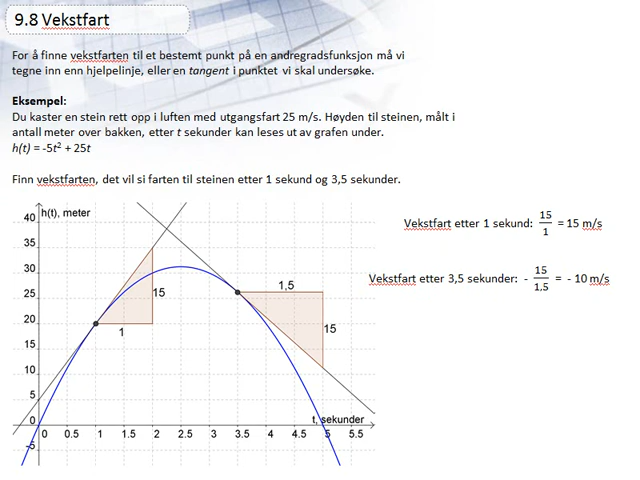 9.8 Vekstfart
For å finne vekstfarten til et bestemt punkt på en andregradsfunksjon må vi
tegne inn enn hjelpelinje, eller en tangent i punktet vi skal undersøke.
Eksempel:
Du kaster en stein rett opp i luften med utgangsfart 25 m/s. Høyden til steinen, målt i
antall meter over bakken, etter t sekunder kan leses ut av grafen under.
h(t) = -5t² + 25t
Finn vekstfarten, det vil si farten til steinen etter 1 sekund og 3,5 sekunder.
Vekstfart etter 1 sekund: 15/1 = 15 m/s
Vekstfart etter 3,5 sekunder: - 15/1,5 = - 10 m/s
h(t), meter
40
35
30
25
20
15
10
5
0
-5
15
1
1,5
15
t, sekunder
0 0.5 1 1.5 2 2.5 3 3.5 4 4.5 5 5.5